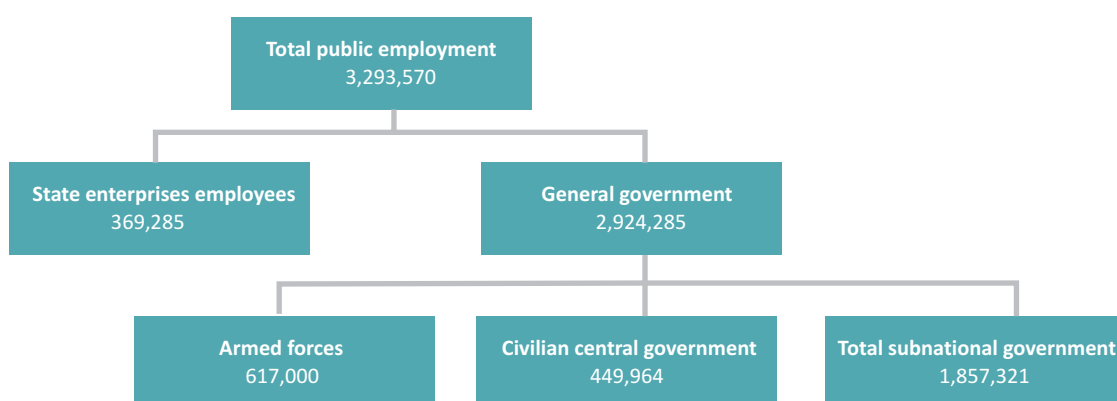 Total public employment
3,293,570
State enterprises employees
369,285
General government
2,924,285
Armed forces
617,000
Civilian central government
449,964
Total subnational government
1,857,321